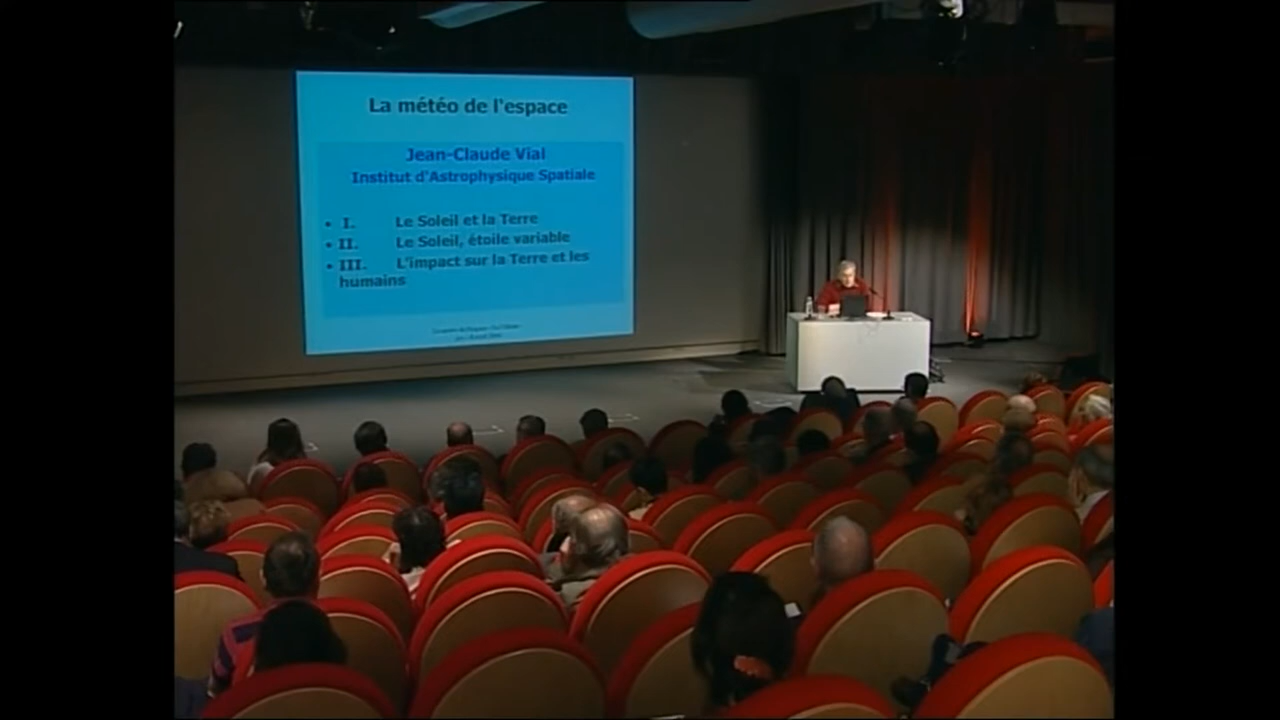 La météo de l'espace
Jean-Claude Vial
Institut d'Astrophysique Spatiale
• I. Le Soleil et la Terre
• II. Le Soleil, étoile variable
• III. L'impact sur la Terre et les
humains